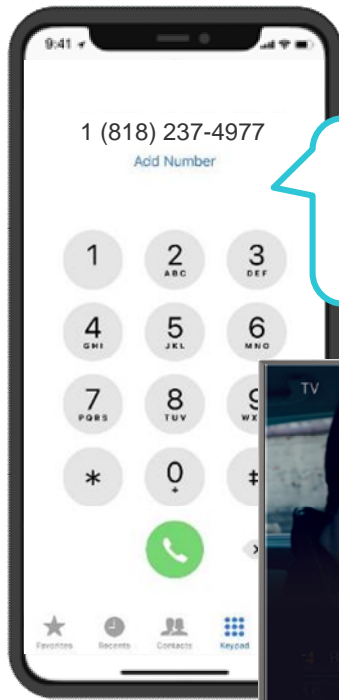 9:41
1 (818) 237-4977
Add Number
1
2
3
ABC
DEF
4
5
6
GHI
JKL
MNO
7
8
PQRS
TUV
WX
TV
*
0
+
Favorites
Recents
Contacts
Keypad